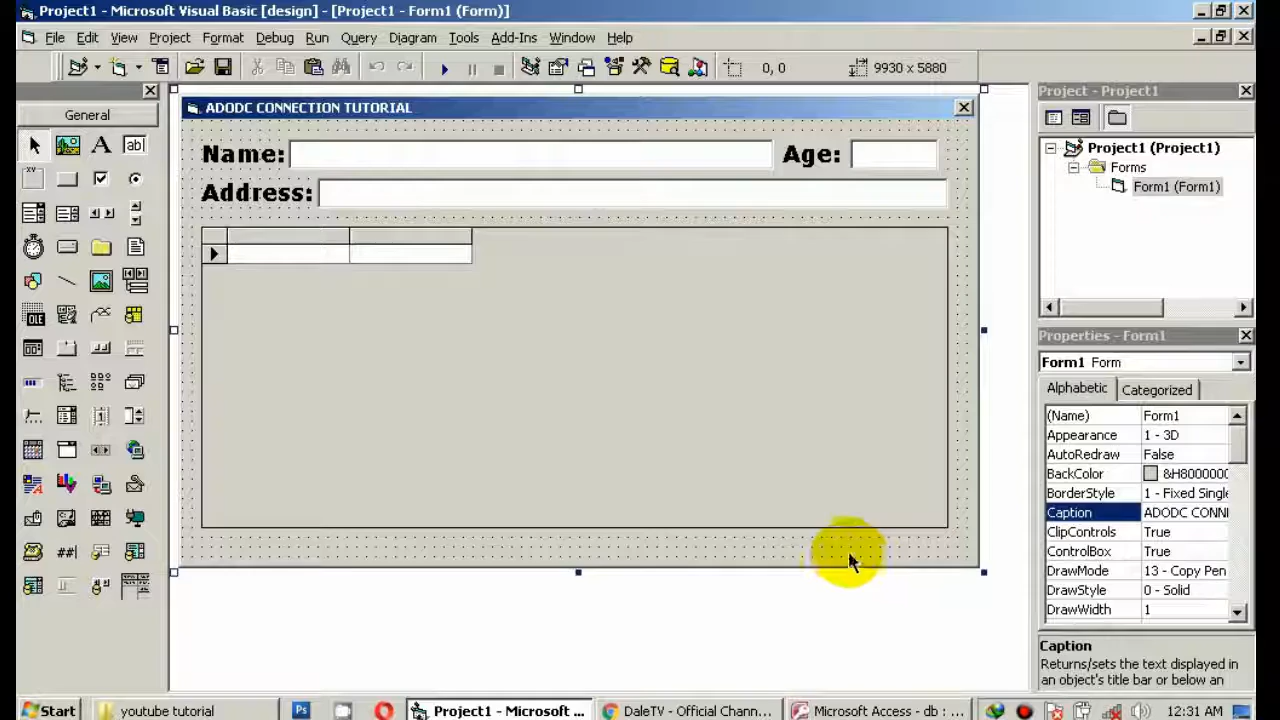 Project1 - Microsoft Visual Basic [design] - [Project1 - Form1 (Form)]
File Edit View Project Format Debug Run Query Diagram Tools Add-Ins Window Help
0, 0 9930 x 5880
General
ADODC CONNECTION TUTORIAL
Name: Age:
Address:
Project - Project1
Project1 (Project1)
Forms
Form1 (Form1)
Properties - Form1
Form1 Form
Alphabetic Categorized
(Name) Form1
Appearance 1 - 3D
AutoRedraw False
BackColor &H8000000
BorderStyle 1 - Fixed Single
Caption ADODC CONN
ClipControls True
ControlBox True
DrawMode 13 - Copy Pen
DrawStyle 0 - Solid
DrawWidth 1
Caption
Returns/sets the text displayed in
an object's title bar or below an
Start youtube tutorial Ps Project1 - Microsoft ... DaleTV - Official Chann... Microsoft Access - db : ... 12:31 AM